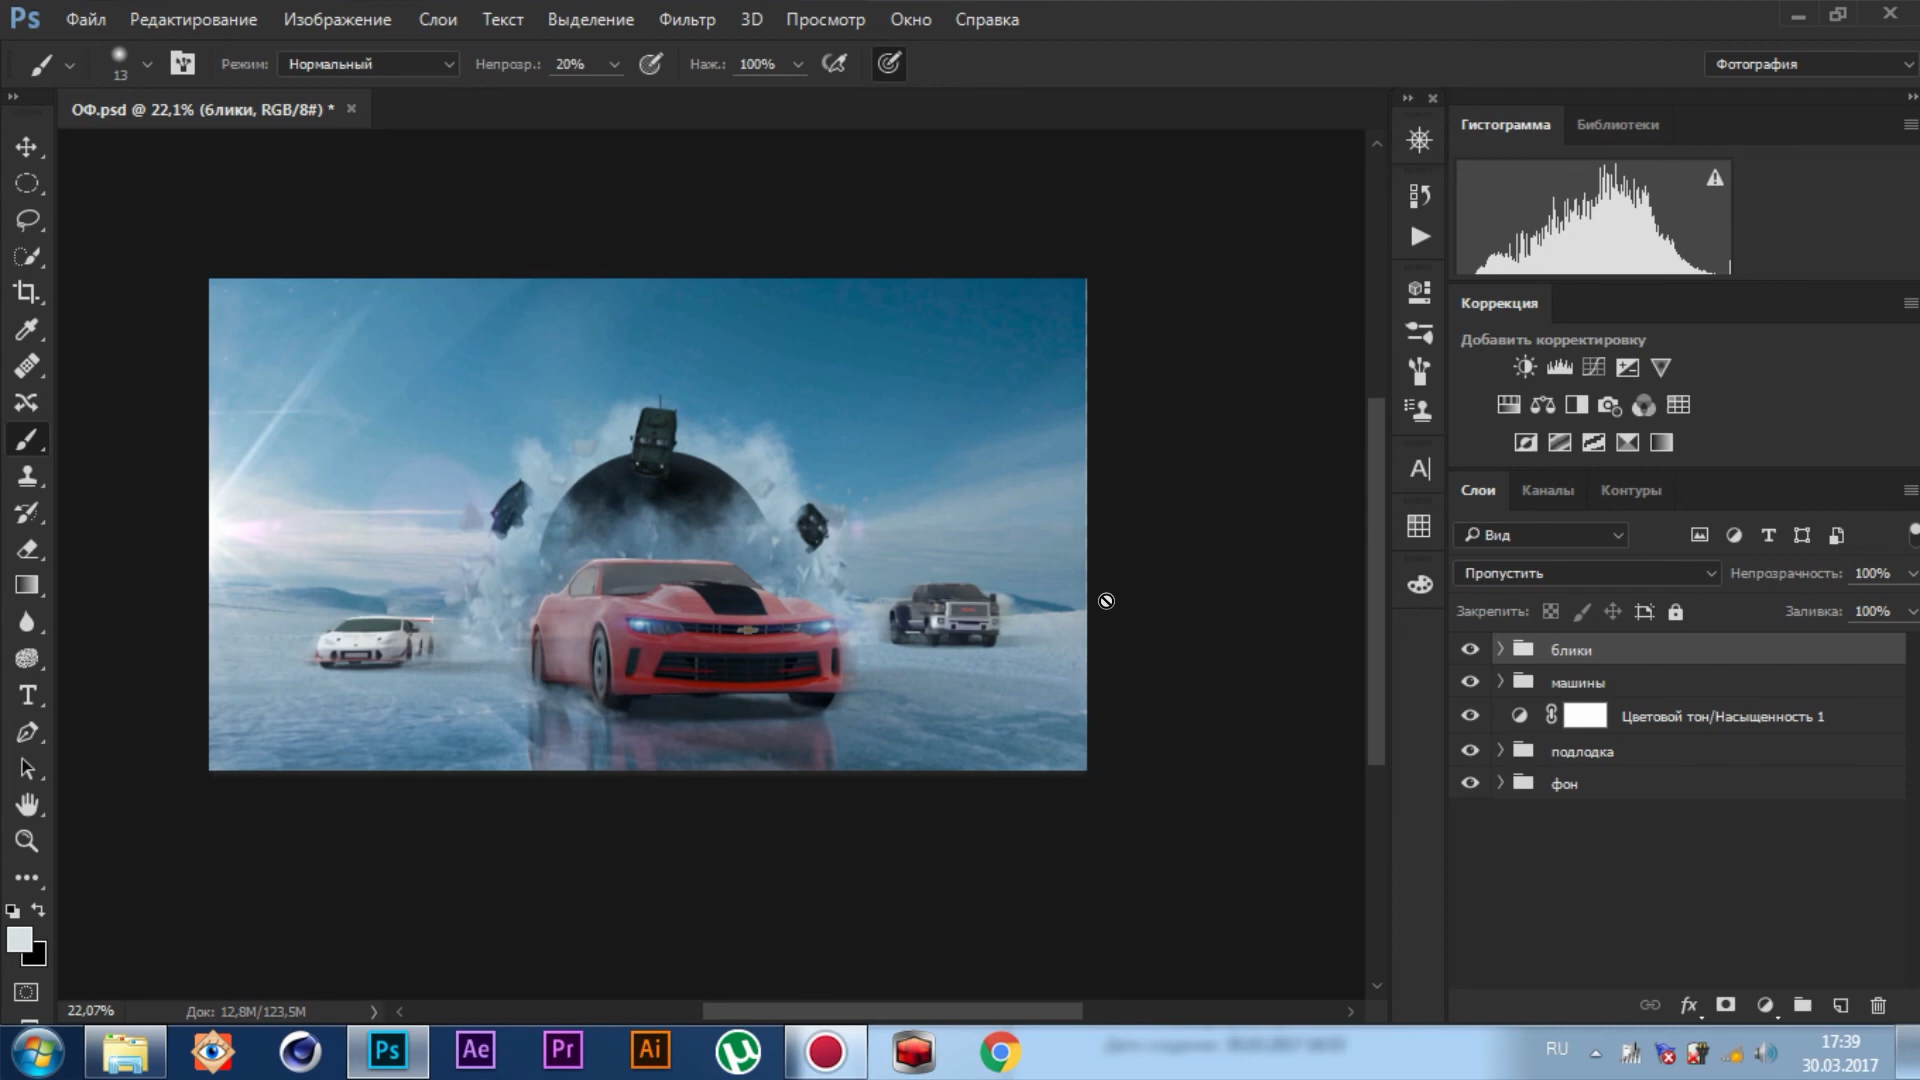 Ps Файл Редактирование Изображение Слои Текст Выделение Фильтр 3D Просмотр Окно Справка
13 Режим: Нормальный Непрозр.: 20% Наж.: 100% Фотография
ОФ.psd @ 22,1% (блики, RGB/8#) *
Гистограмма Библиотеки
Коррекция
Добавить корректировку
Слои Каналы Контуры
Вид
Пропустить Непрозрачность: 100%
Закрепить: Заливка: 100%
блики
машины
Цветовой тон/Насыщенность 1
подлодка
фон
22,07% Док: 12,8M/123,5M
Ps Ae Pr Ai RU 17:39
30.03.2017